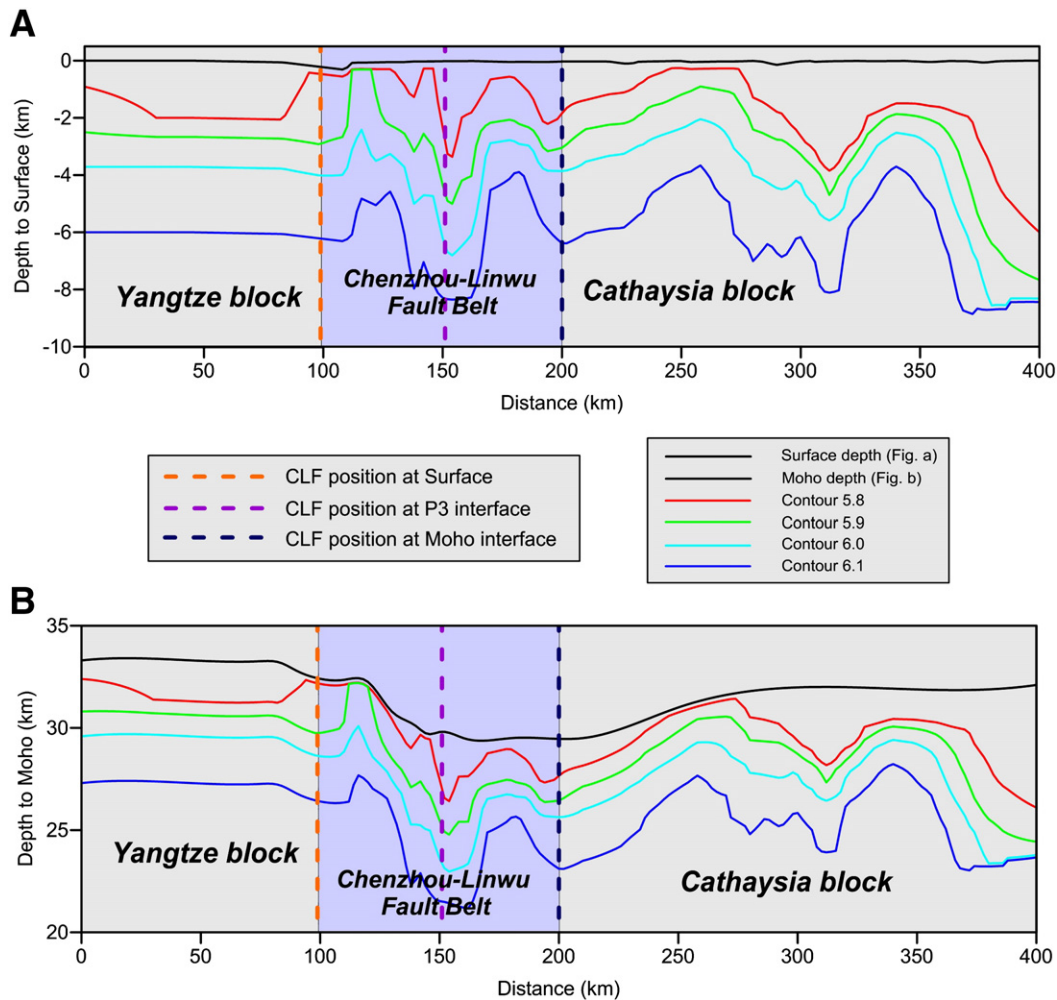 A
0
-2
-4
-6
-8
-10
Depth to Surface (km)
Yangtze block
Chenzhou-Linwu
Fault Belt
Cathaysia block
0 50 100 150 200 250 300 350 400
Distance (km)
CLF position at Surface
CLF position at P3 interface
CLF position at Moho interface
Surface depth (Fig. a)
Moho depth (Fig. b)
Contour 5.8
Contour 5.9
Contour 6.0
Contour 6.1
B
35
30
25
20
Depth to Moho (km)
Yangtze block
Chenzhou-Linwu
Fault Belt
Cathaysia block
0 50 100 150 200 250 300 350 400
Distance (km)